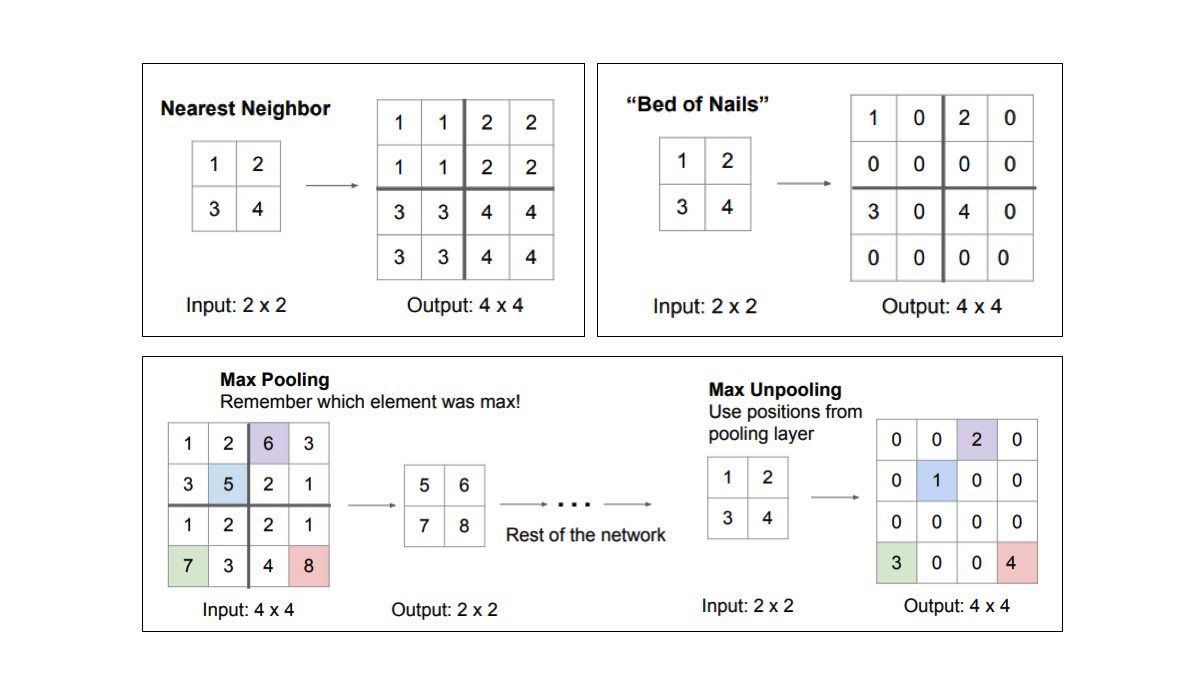 Nearest Neighbor
1 2
3 4
Input: 2 x 2
1 1 2 2
1 1 2 2
3 3 4 4
3 3 4 4
Output: 4 x 4
“Bed of Nails”
1 2
3 4
Input: 2 x 2
1 0 2 0
0 0 0 0
3 0 4 0
0 0 0 0
Output: 4 x 4
Max Pooling
Remember which element was max!
1 2 6 3
3 5 2 1
1 2 2 1
7 3 4 8
Input: 4 x 4
5 6
7 8
Output: 2 x 2
...
Rest of the network
Max Unpooling
Use positions from
pooling layer
1 2
3 4
Input: 2 x 2
0 0 2 0
0 1 0 0
0 0 0 0
3 0 0 4
Output: 4 x 4